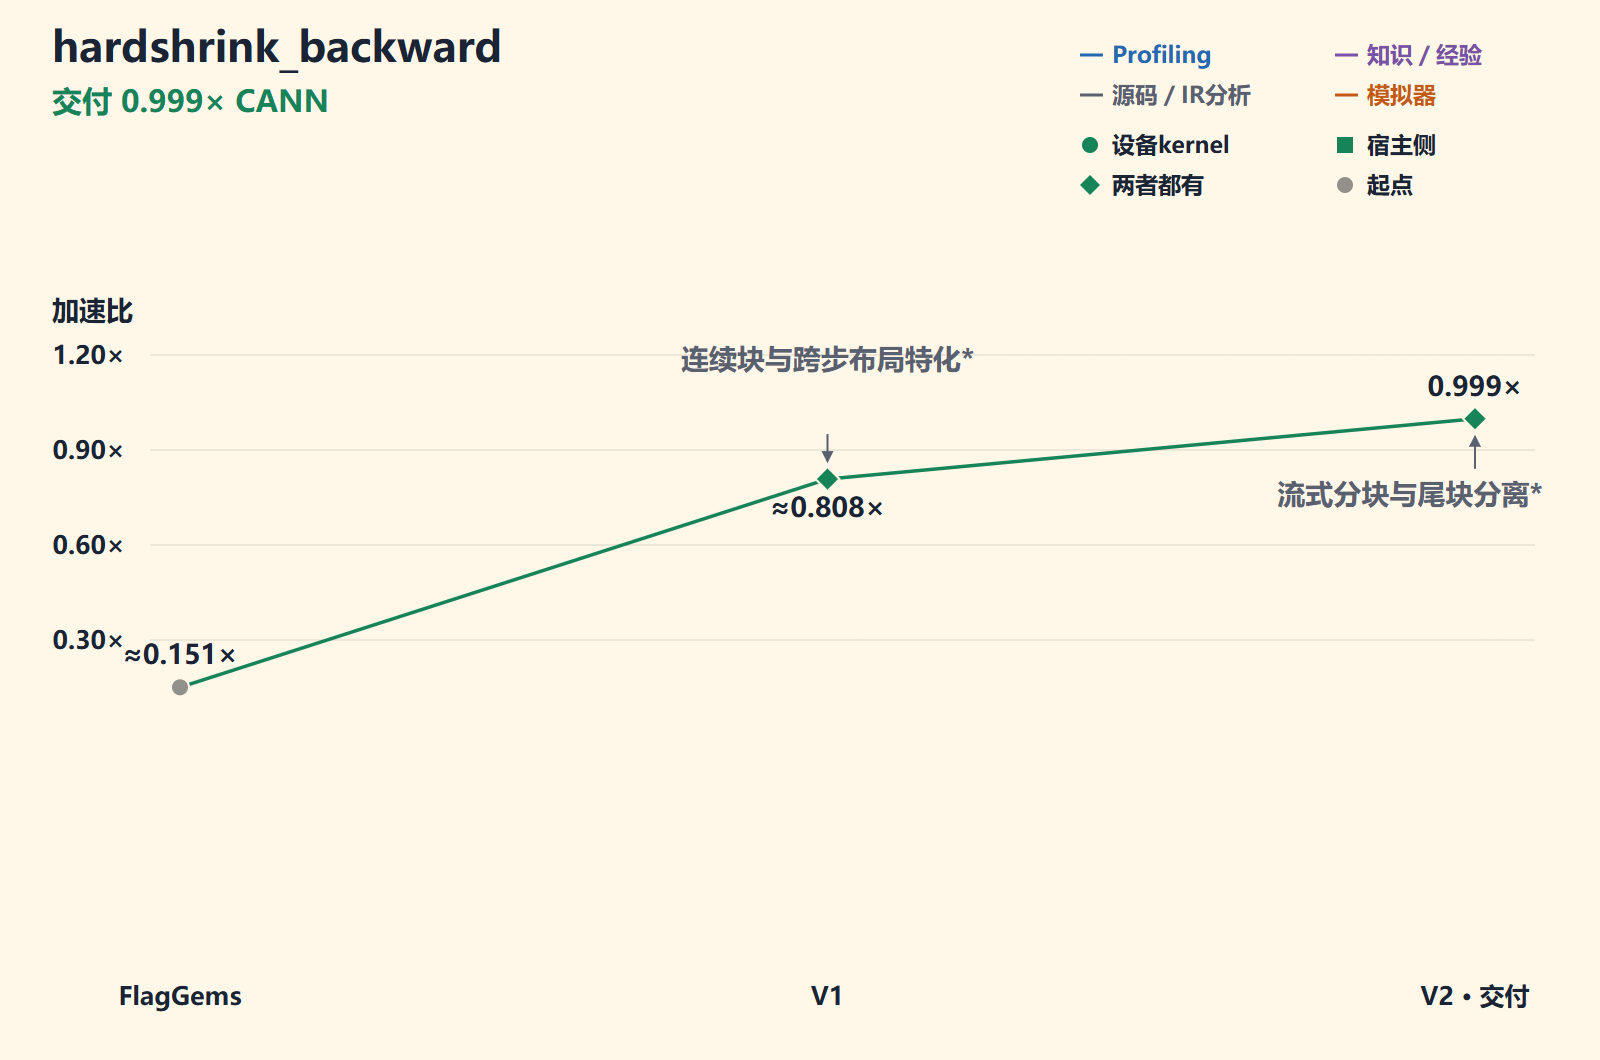 hardshrink_backward
交付 0.999× CANN
Profiling
知识 / 经验
源码 / IR分析
模拟器
设备kernel
宿主侧
两者都有
起点
加速比
1.20×
连续块与跨步布局特化*
0.999×
0.90×
≈0.808×
流式分块与尾块分离*
0.60×
0.30×
≈0.151×
FlagGems
V1
V2 • 交付